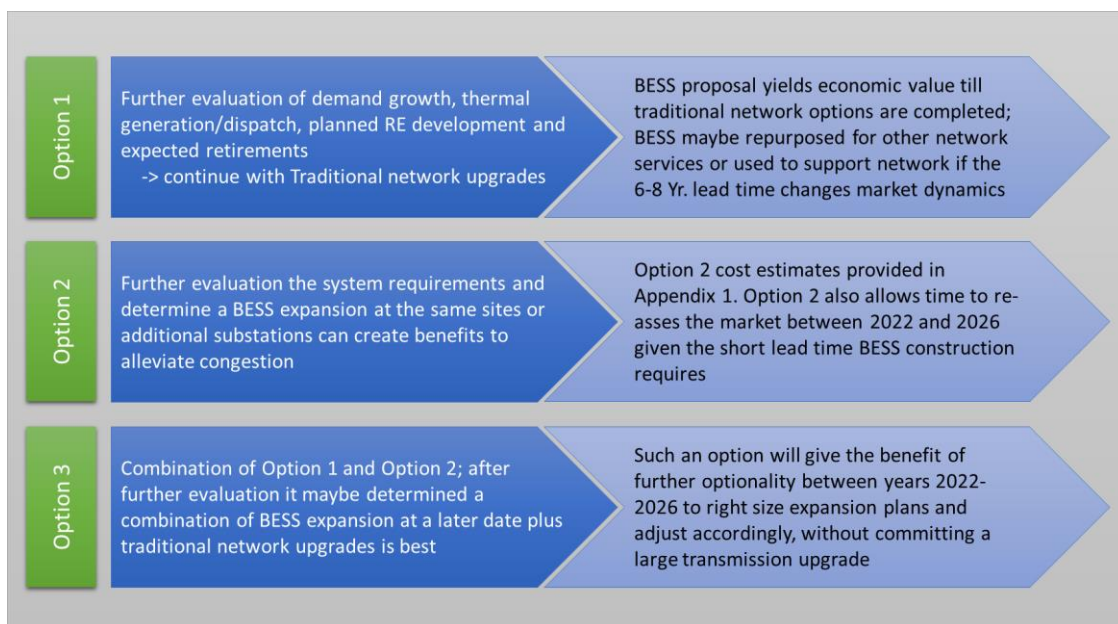 Option 1
Further evaluation of demand growth, thermal
generation/dispatch, planned RE development and
expected retirements
-> continue with Traditional network upgrades
BESS proposal yields economic value till
traditional network options are completed;
BESS maybe repurposed for other network
services or used to support network if the
6-8 Yr. lead time changes market dynamics
Option 2
Further evaluation the system requirements and
determine a BESS expansion at the same sites or
additional substations can create benefits to
alleviate congestion
Option 2 cost estimates provided in
Appendix 1. Option 2 also allows time to re-
asses the market between 2022 and 2026
given the short lead time BESS construction
requires
Option 3
Combination of Option 1 and Option 2; after
further evaluation it maybe determined a
combination of BESS expansion at a later date plus
traditional network upgrades is best
Such an option will give the benefit of
further optionality between years 2022-
2026 to right size expansion plans and
adjust accordingly, without committing a
large transmission upgrade